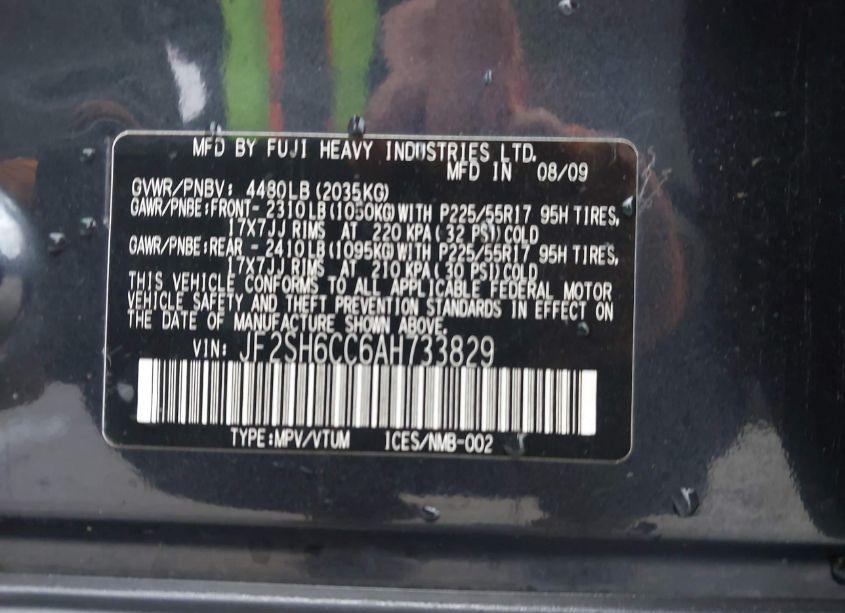 MFD BY FUJI HEAVY INDUSTRIES LTD.
MFD IN 08/09
GVWR/PNBV: 4480LB(2035KG)
GAWR/PNBE:FRONT- 2310LB(1050KG)WITH P225/55R17 95H TIRES,
17X7JJ RIMS AT 220 KPA(32 PSI)COLD
GAWR/PNBE:REAR - 2410LB(1095KG)WITH P225/55R17 95H TIRES,
17X7JJ RIMS AT 210 KPA(30 PSI)COLD
THIS VEHICLE CONFORMS TO ALL APPLICABLE FEDERAL MOTOR
VEHICLE SAFETY AND THEFT PREVENTION STANDARDS IN EFFECT ON
THE DATE OF MANUFACTURE SHOWN ABOVE.
VIN: JF2SH6CC6AH733829
TYPE:MPV/VTUM ICES/NMB-002